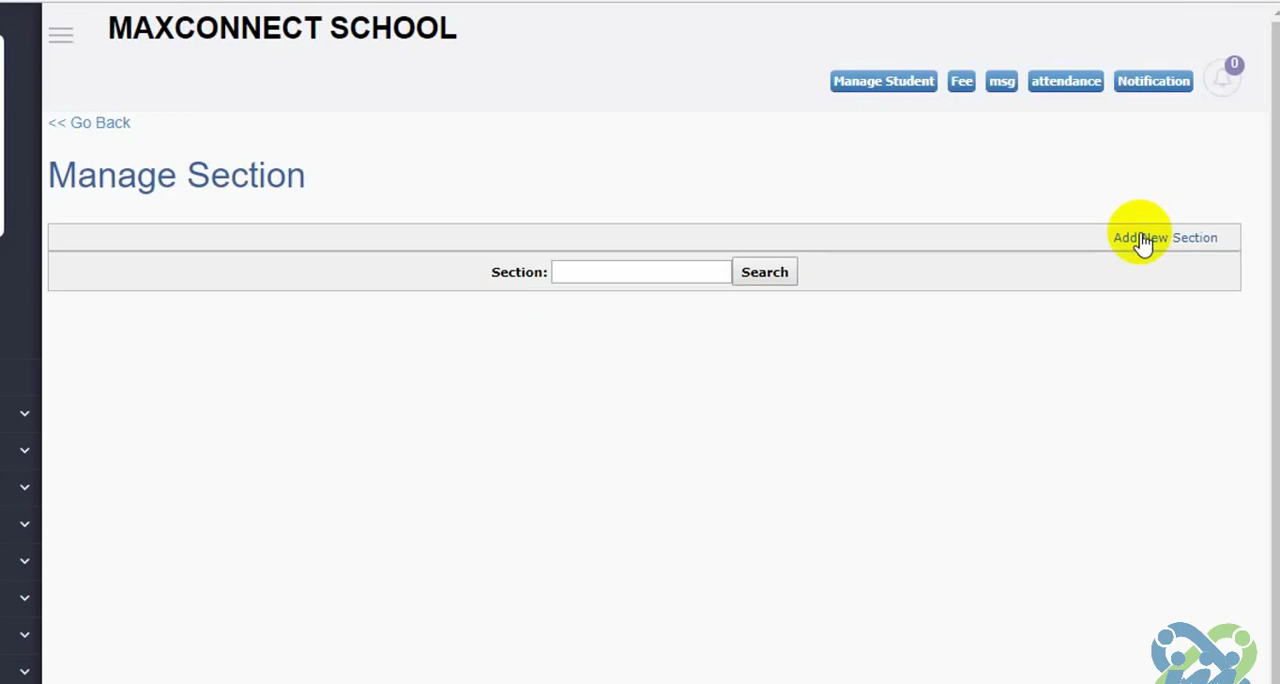 MAXCONNECT SCHOOL
Manage Student Fee msg attendance Notification 0
<< Go Back
Manage Section
Add New Section
Section: Search